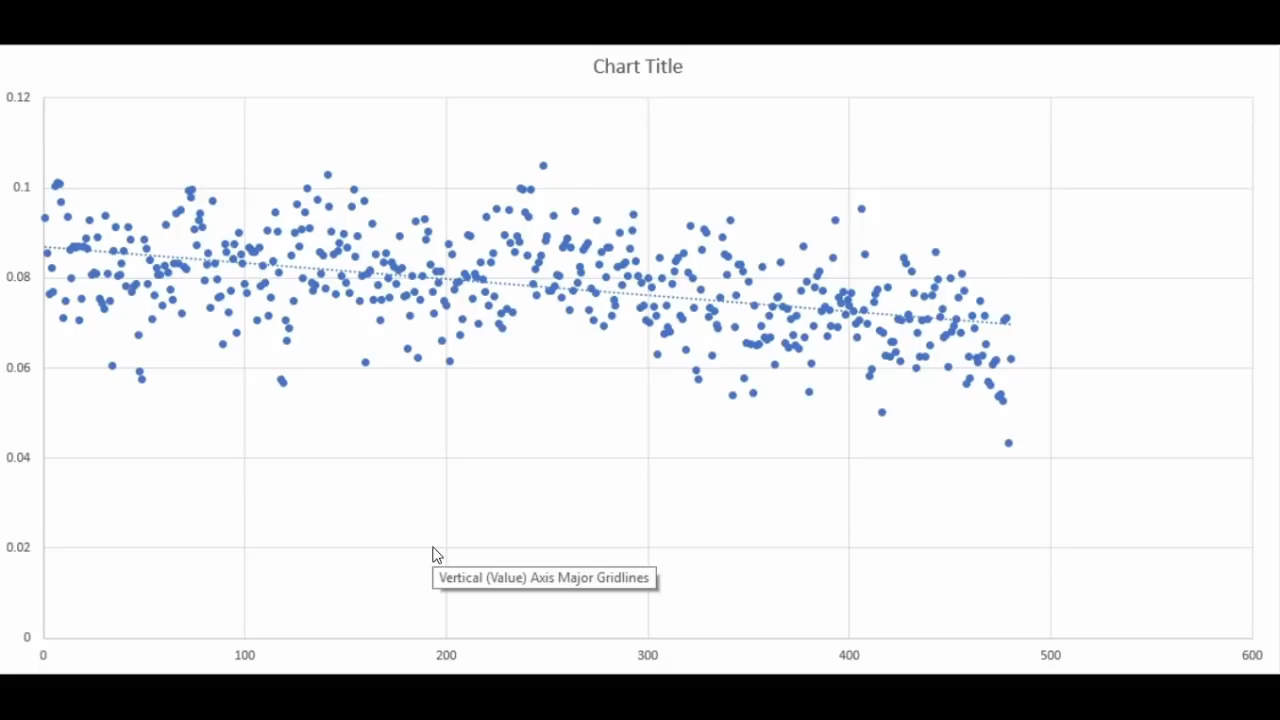 Chart Title
0.12
0.1
0.08
0.06
0.04
0.02
Vertical (Value) Axis Major Gridlines
0
0 100 200 300 400 500 600